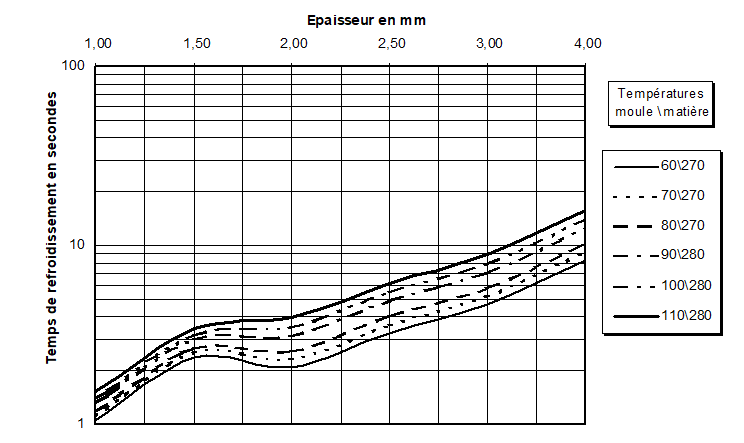 Epaisseur en mm
1,00 1,50 2,00 2,50 3,00 4,00
100
10
1
Temps de refroidissement en secondes
Températures
moule \ matière
60\270
70\270
80\270
90\280
100\280
110\280